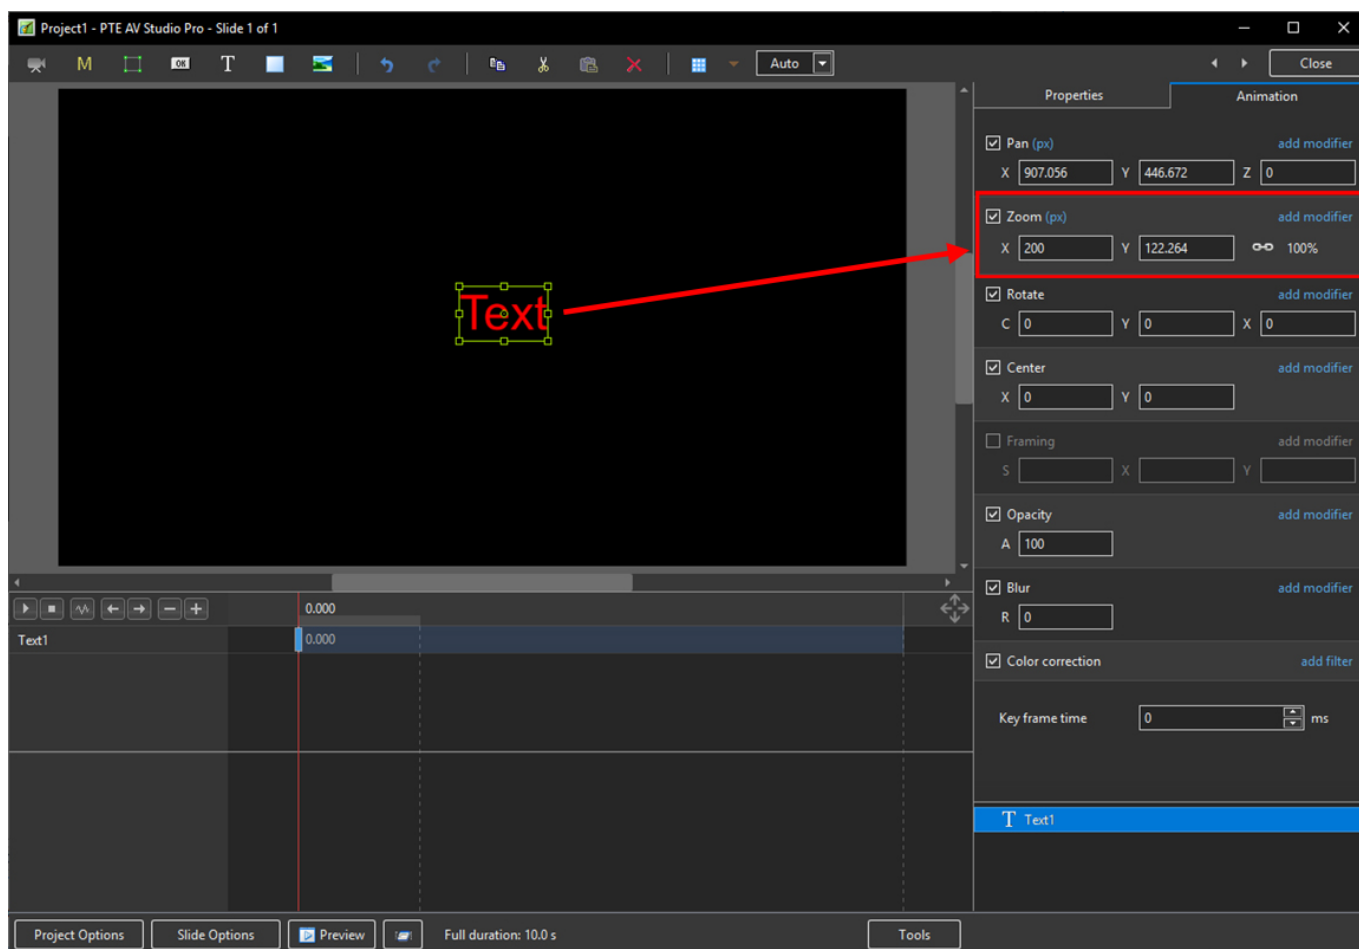 Project1 - PTE AV Studio Pro - Slide 1 of 1
M OK T Auto Close
Properties Animation
Pan (px) add modifier
X 907.056 Y 446.672 Z 0
Zoom (px) add modifier
X 200 Y 122.264 100%
Text
Rotate add modifier
C 0 Y 0 X 0
Center add modifier
X 0 Y 0
Framing add modifier
S X Y
Opacity add modifier
A 100
Blur add modifier
R 0
0.000
Text1 0.000
Color correction add filter
Key frame time 0 ms
T Text1
Project Options Slide Options Preview Full duration: 10.0 s Tools